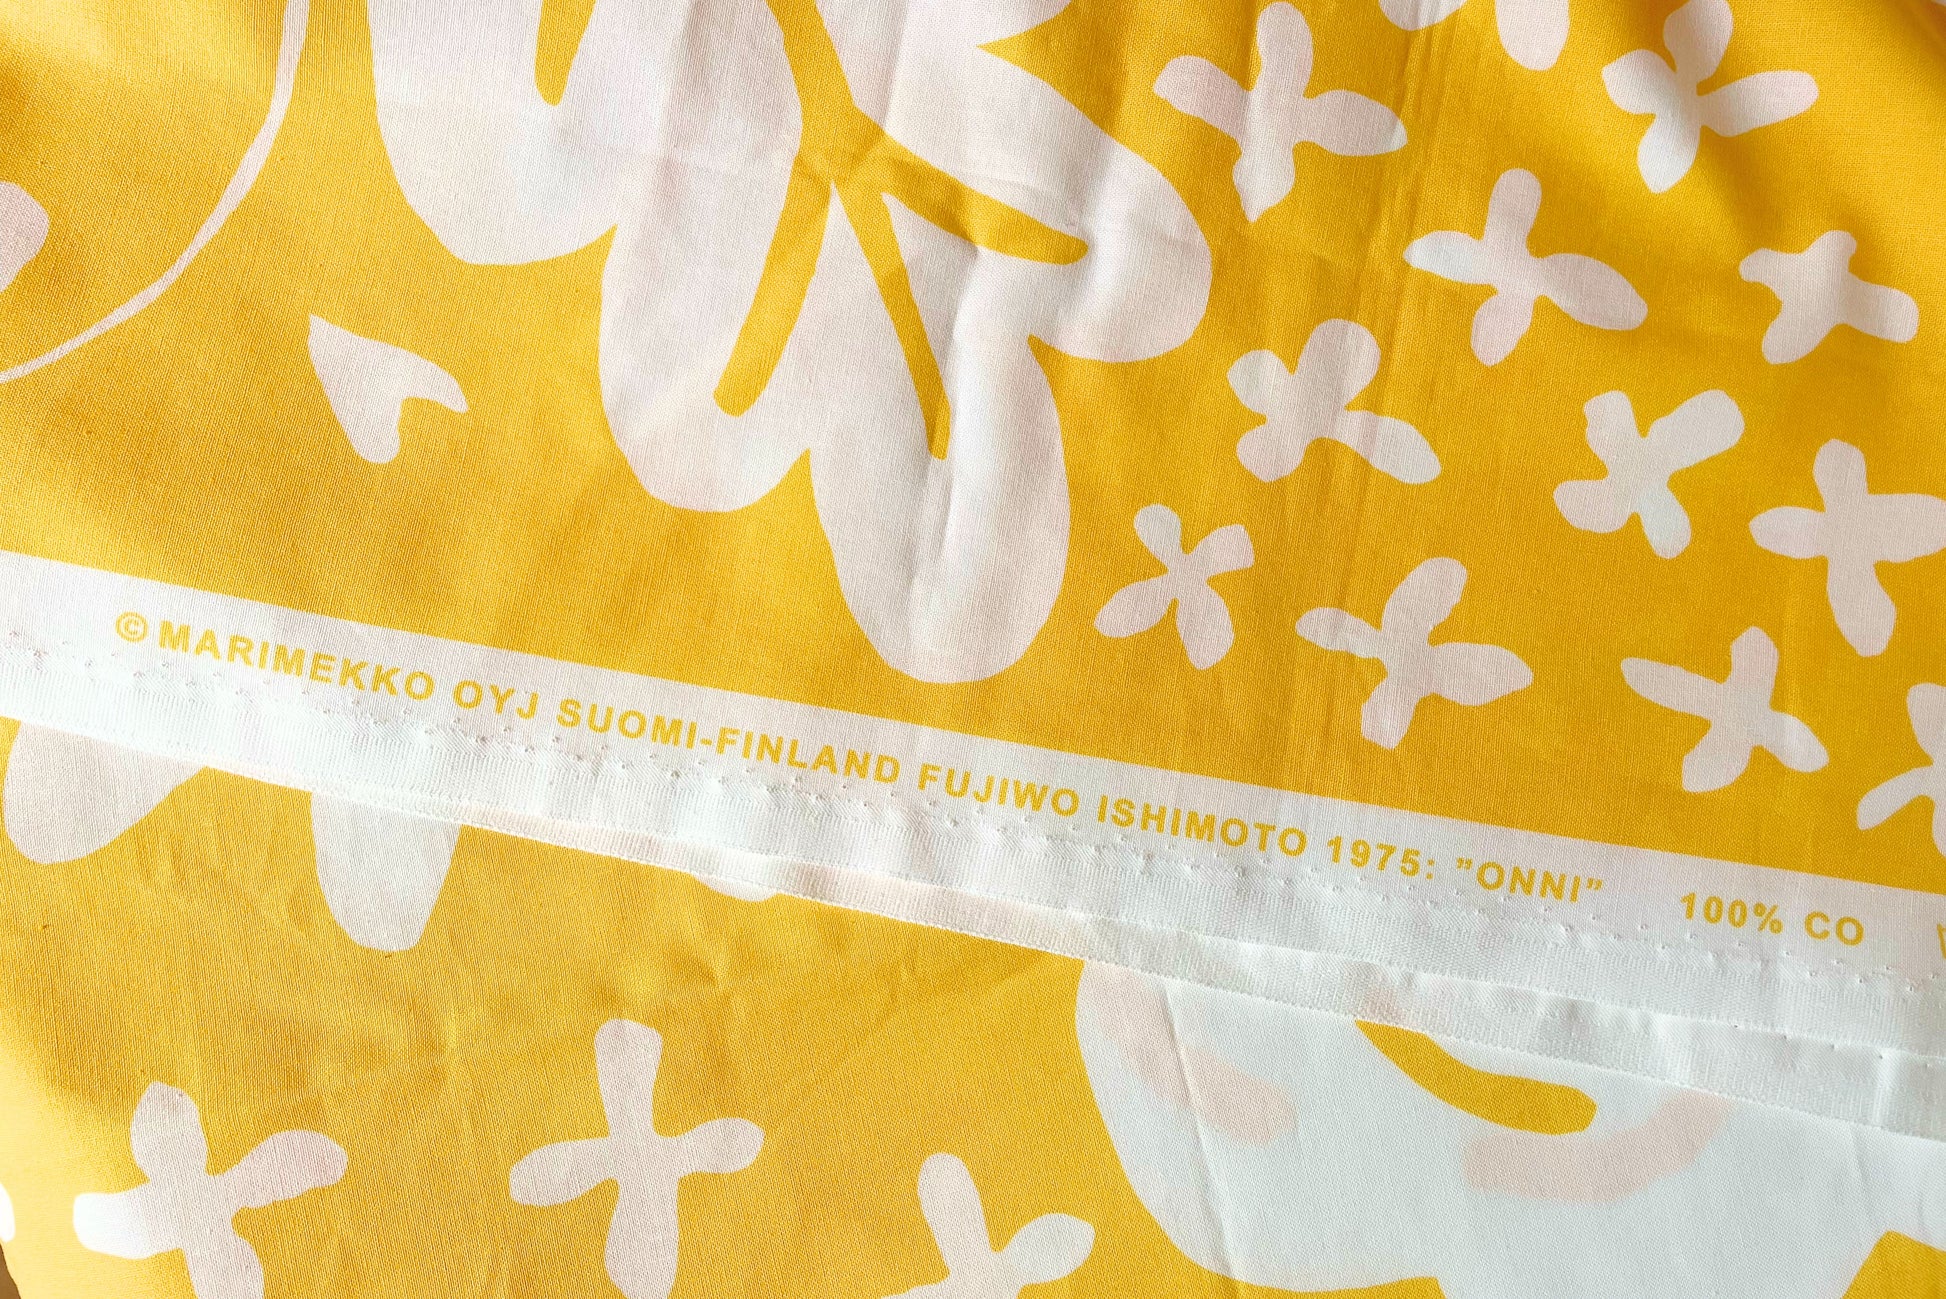 © MARIMEKKO OYJ SUOMI-FINLAND FUJIWO ISHIMOTO 1975: ”ONNI” 100% CO